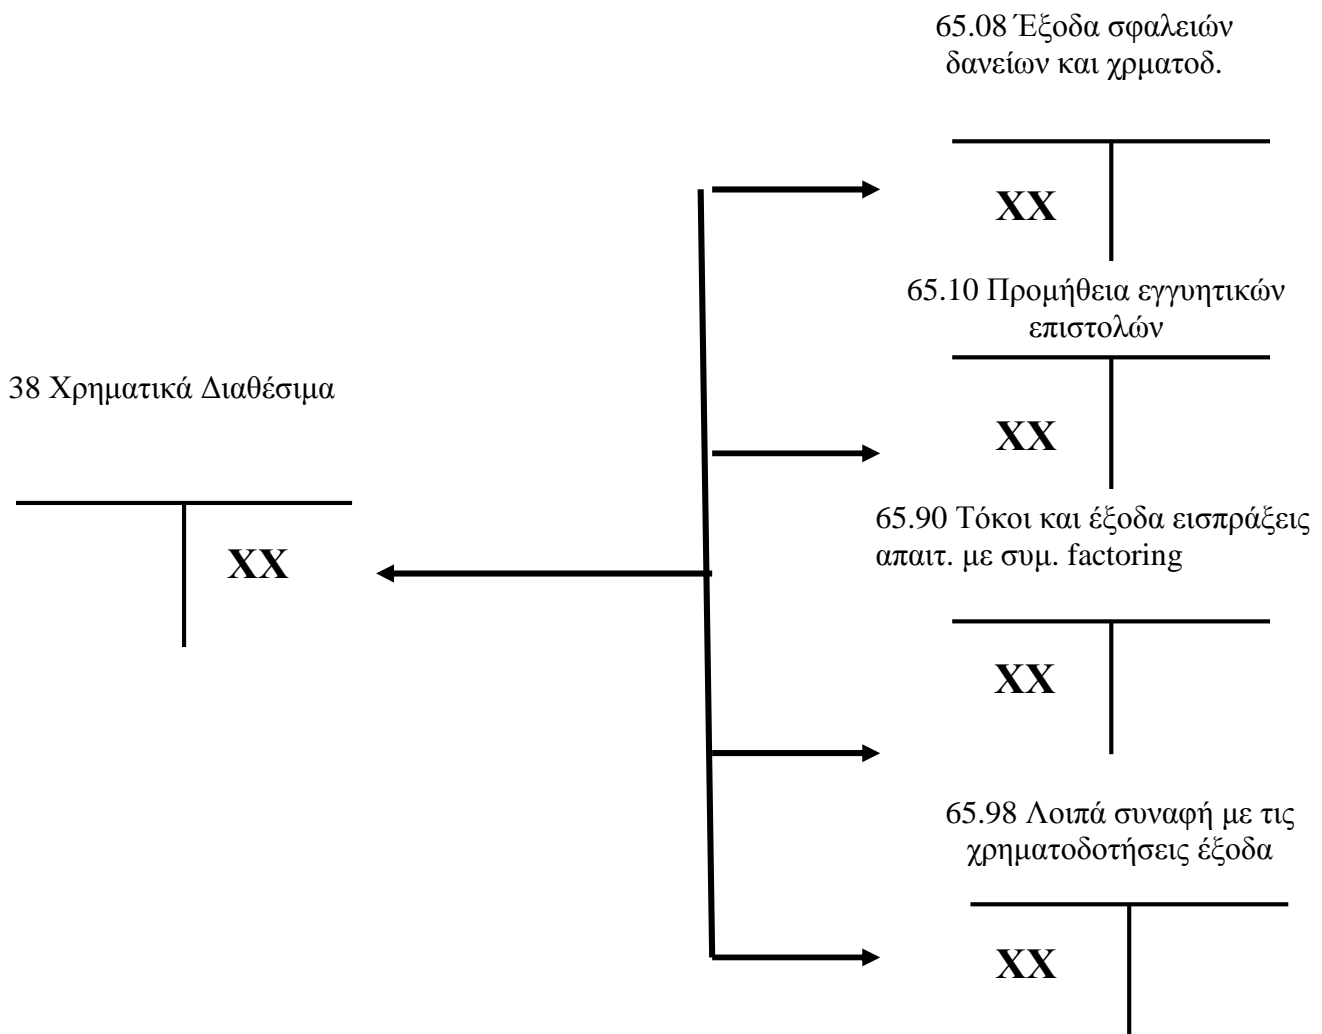 65.08 Έξοδα σφαλειών
δανείων και χρματοδ.
XX
65.10 Προμήθεια εγγυητικών
επιστολών
38 Χρηματικά Διαθέσιμα
XX
65.90 Τόκοι και έξοδα εισπράξεις
απαιτ. με συμ. factoring
XX
XX
65.98 Λοιπά συναφή με τις
χρηματοδοτήσεις έξοδα
XX